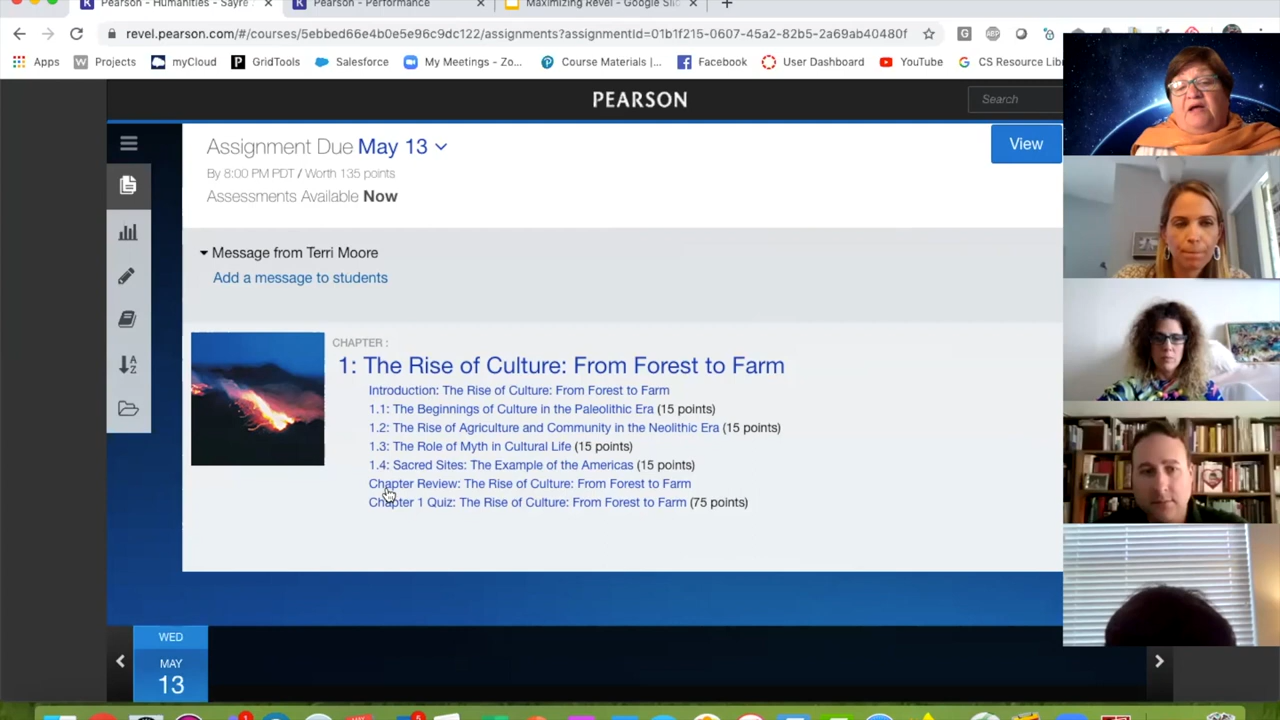 Pearson - Humanities - Sayre
Pearson - Performance
Maximizing Revel - Google Sli
revel.pearson.com/#/courses/5ebbed66e4b0e5e96c9dc122/assignments?assignmentId=01b1f215-0607-45a2-82b5-2a69ab40480f
Apps Projects myCloud GridTools Salesforce My Meetings - Zo... Course Materials |... Facebook User Dashboard YouTube CS Resource Lib
PEARSON
Search
Assignment Due May 13
View
By 8:00 PM PDT / Worth 135 points
Assessments Available Now
Message from Terri Moore
Add a message to students
CHAPTER :
1: The Rise of Culture: From Forest to Farm
Introduction: The Rise of Culture: From Forest to Farm
1.1: The Beginnings of Culture in the Paleolithic Era (15 points)
1.2: The Rise of Agriculture and Community in the Neolithic Era (15 points)
1.3: The Role of Myth in Cultural Life (15 points)
1.4: Sacred Sites: The Example of the Americas (15 points)
Chapter Review: The Rise of Culture: From Forest to Farm
Chapter 1 Quiz: The Rise of Culture: From Forest to Farm (75 points)
WED
MAY
13